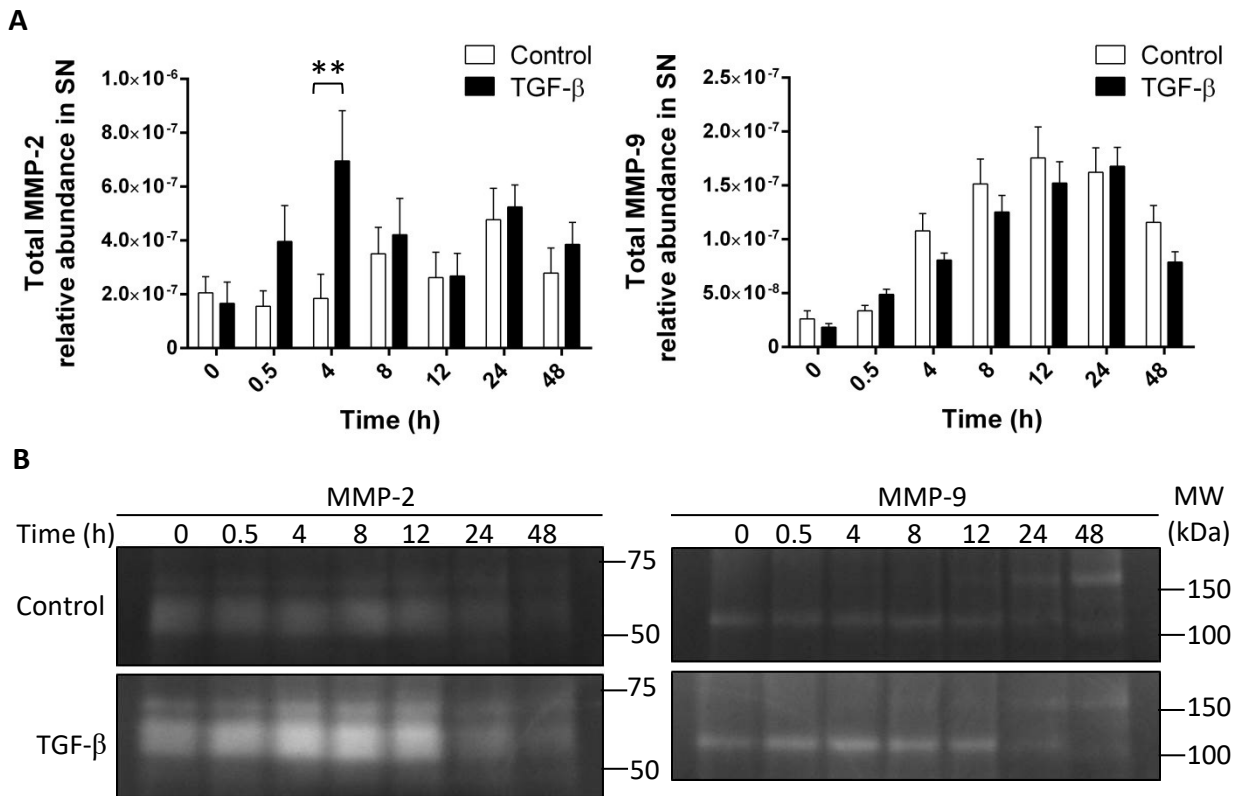 A
Control
TGF-β
**
1.0×10⁻⁶
8.0×10⁻⁷
6.0×10⁻⁷
4.0×10⁻⁷
2.0×10⁻⁷
0
Total MMP-2
relative abundance in SN
0 0.5 4 8 12 24 48
Time (h)
Control
TGF-β
2.5×10⁻⁷
2.0×10⁻⁷
1.5×10⁻⁷
1.0×10⁻⁷
5.0×10⁻⁸
0
Total MMP-9
relative abundance in SN
0 0.5 4 8 12 24 48
Time (h)
B
MMP-2 MMP-9 MW
Time (h) 0 0.5 4 8 12 24 48 0 0.5 4 8 12 24 48 (kDa)
Control 75 50 150 100
TGF-β 75 50 150 100